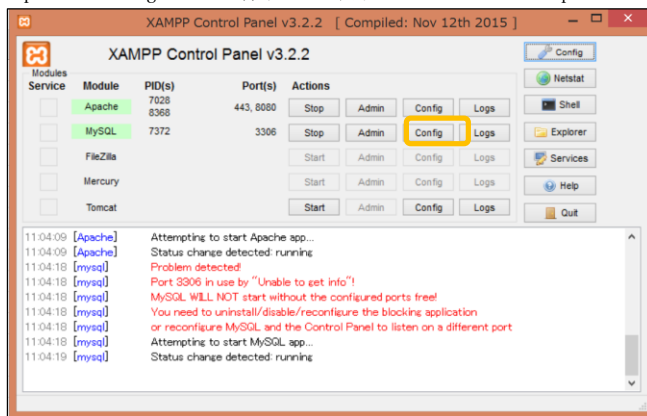 XAMPP Control Panel v3.2.2 [ Compiled: Nov 12th 2015 ]
XAMPP Control Panel v3.2.2
Config
Modules
Service Module PID(s) Port(s) Actions
Netstat
Apache 7028 8368 443, 8080 Stop Admin Config Logs
Shell
MySQL 7372 3306 Stop Admin Config Logs
Explorer
FileZilla Start Admin Config Logs
Services
Mercury Start Admin Config Logs
Help
Tomcat Start Admin Config Logs
Quit
11:04:09 [Apache] Attempting to start Apache app...
11:04:09 [Apache] Status change detected: running
11:04:18 [mysql] Problem detected!
11:04:18 [mysql] Port 3306 in use by "Unable to get info"!
11:04:18 [mysql] MySQL WILL NOT start without the configured ports free!
11:04:18 [mysql] You need to uninstall/disable/reconfigure the blocking application
11:04:18 [mysql] or reconfigure MySQL and the Control Panel to listen on a different port
11:04:18 [mysql] Attempting to start MySQL app...
11:04:19 [mysql] Status change detected: running